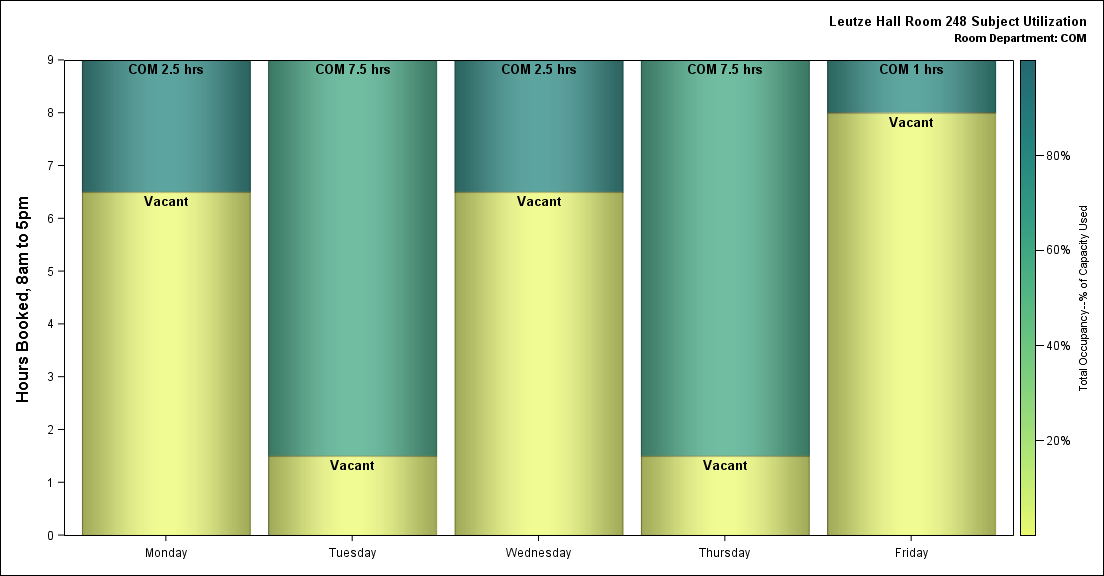 Leutze Hall Room 248 Subject Utilization
Room Department: COM
Hours Booked, 8am to 5pm
9
8
7
6
5
4
3
2
1
0
COM 2.5 hrs
Vacant
COM 7.5 hrs
Vacant
COM 2.5 hrs
Vacant
COM 7.5 hrs
Vacant
COM 1 hrs
Vacant
Monday
Tuesday
Wednesday
Thursday
Friday
80%
60%
40%
20%
Total Occupancy--% of Capacity Used